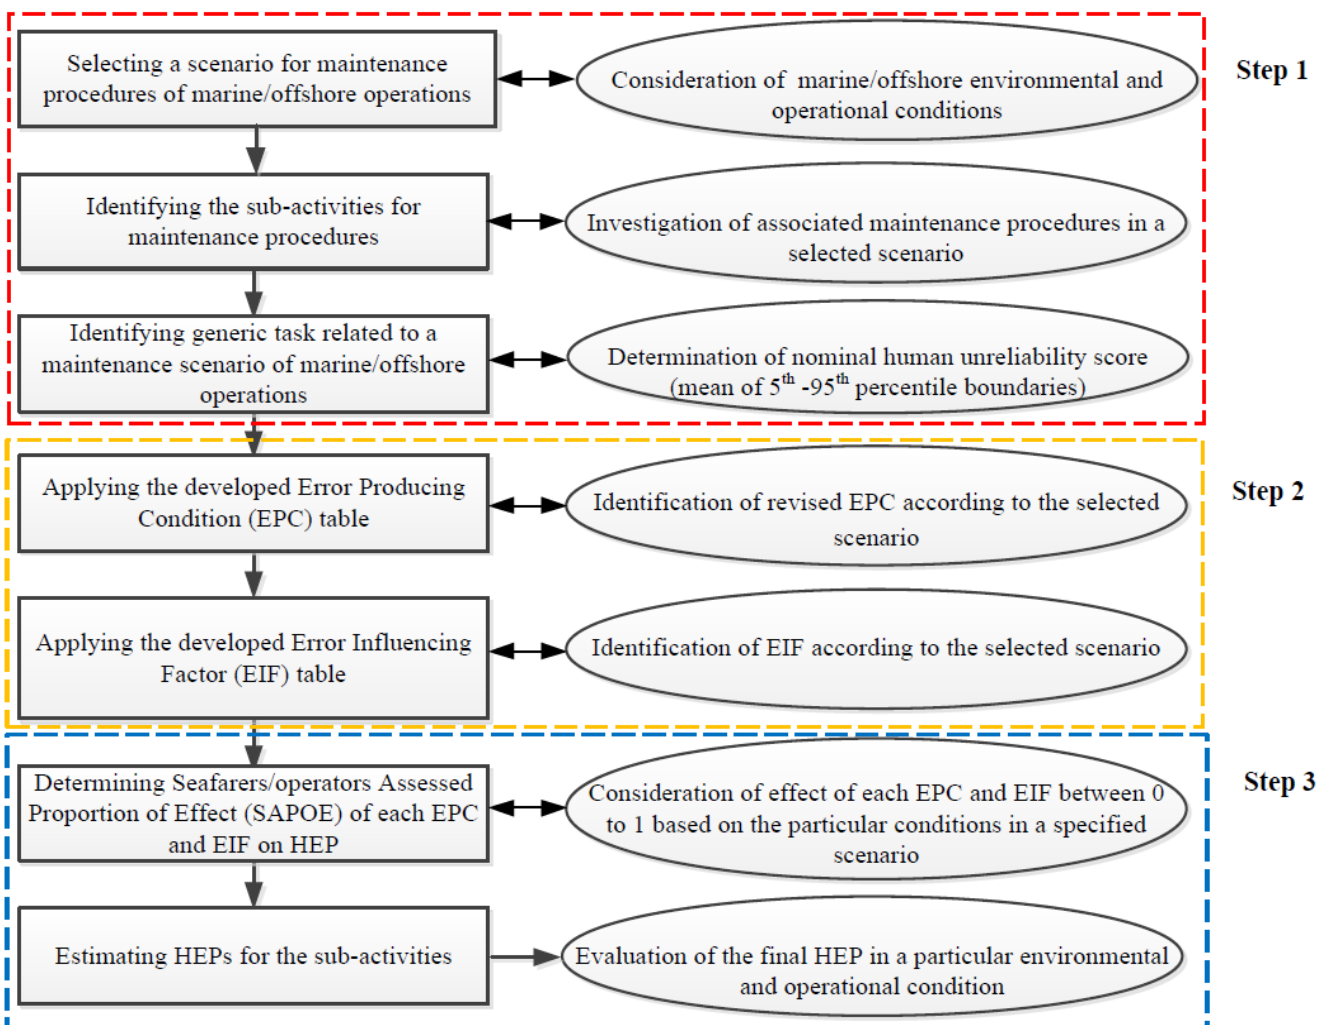 Selecting a scenario for maintenance
procedures of marine/offshore operations
Consideration of marine/offshore environmental and
operational conditions
Step 1
Identifying the sub-activities for
maintenance procedures
Investigation of associated maintenance procedures in a
selected scenario
Identifying generic task related to a
maintenance scenario of marine/offshore
operations
Determination of nominal human unreliability score
(mean of 5th -95th percentile boundaries)
Applying the developed Error Producing
Condition (EPC) table
Identification of revised EPC according to the selected
scenario
Step 2
Applying the developed Error Influencing
Factor (EIF) table
Identification of EIF according to the selected scenario
Determining Seafarers/operators Assessed
Proportion of Effect (SAPOE) of each EPC
and EIF on HEP
Consideration of effect of each EPC and EIF between 0
to 1 based on the particular conditions in a specified
scenario
Step 3
Estimating HEPs for the sub-activities
Evaluation of the final HEP in a particular environmental
and operational condition